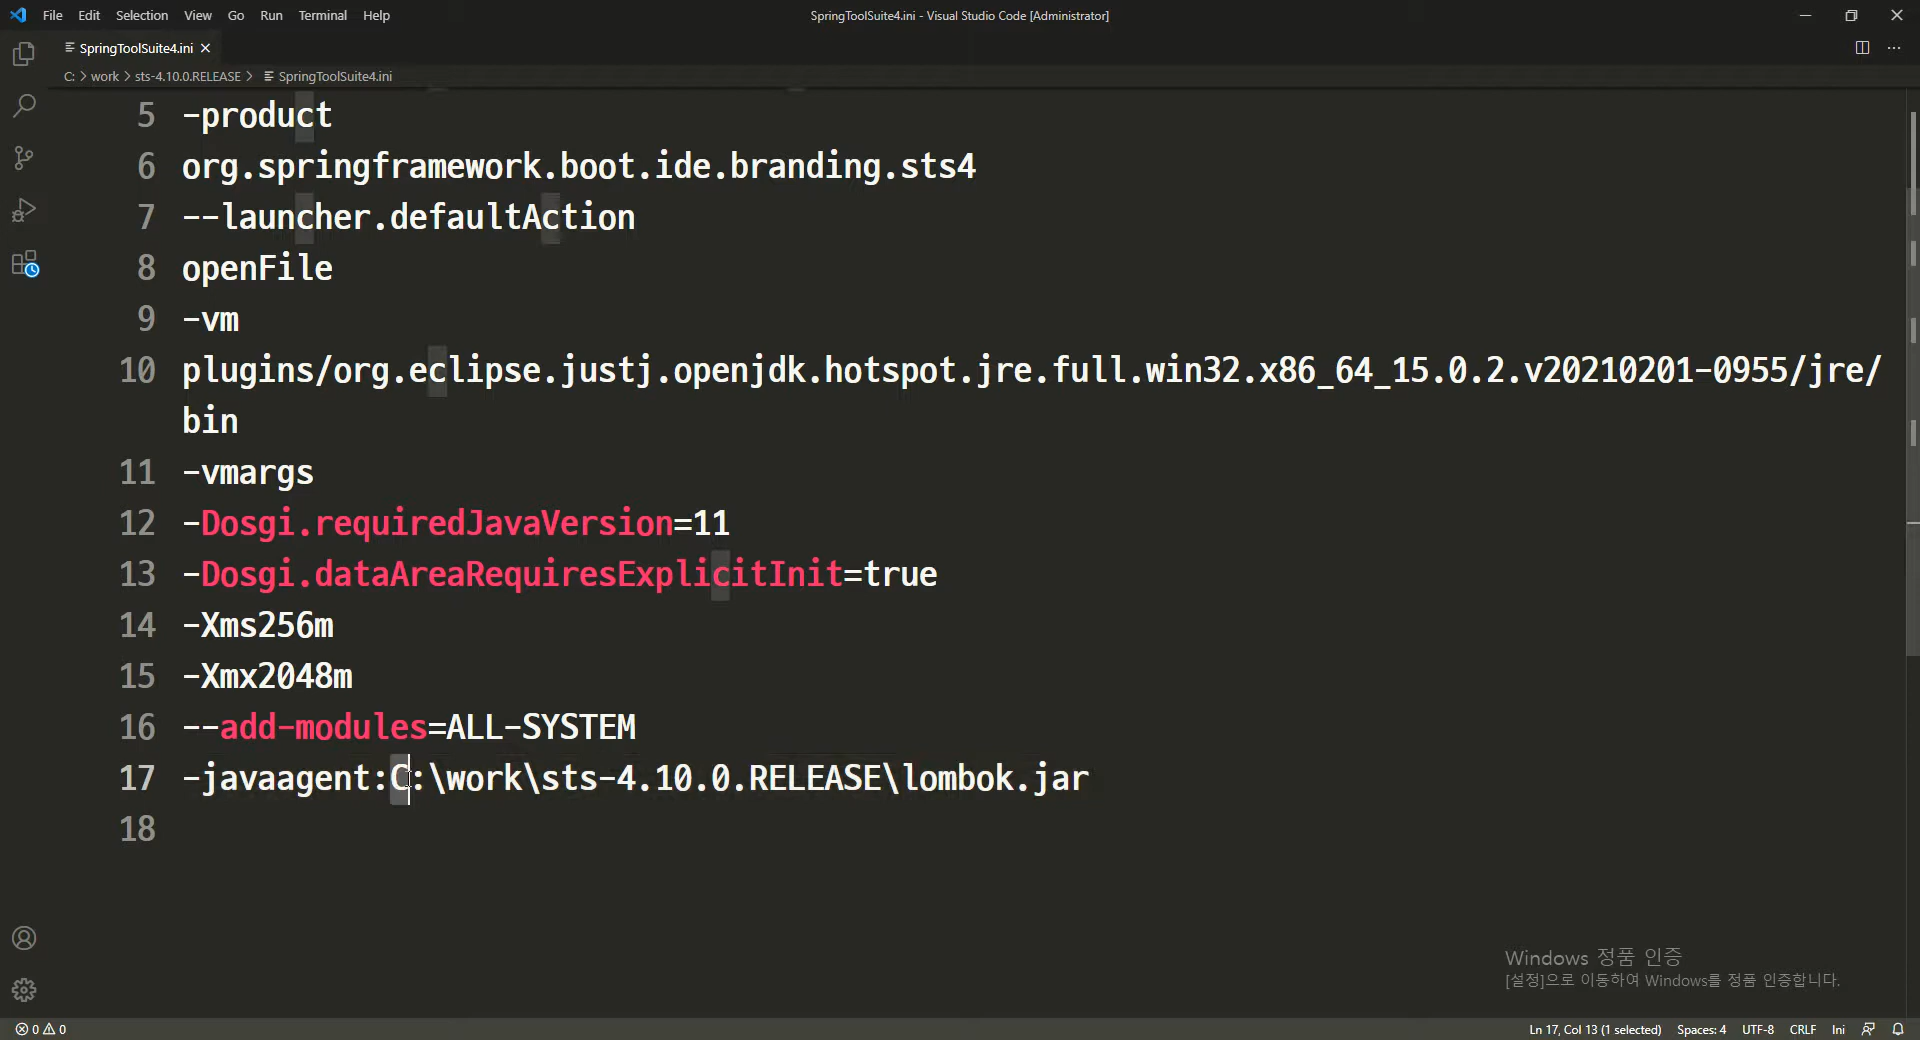 File Edit Selection View Go Run Terminal Help SpringToolSuite4.ini - Visual Studio Code [Administrator]
SpringToolSuite4.ini
C: > work > sts-4.10.0.RELEASE > SpringToolSuite4.ini
5 -product
6 org.springframework.boot.ide.branding.sts4
7 --launcher.defaultAction
8 openFile
9 -vm
10 plugins/org.eclipse.justj.openjdk.hotspot.jre.full.win32.x86_64_15.0.2.v20210201-0955/jre/
bin
11 -vmargs
12 -Dosgi.requiredJavaVersion=11
13 -Dosgi.dataAreaRequiresExplicitInit=true
14 -Xms256m
15 -Xmx2048m
16 --add-modules=ALL-SYSTEM
17 -javaagent:C:\work\sts-4.10.0.RELEASE\lombok.jar
18
Windows 정품 인증
[설정]으로 이동하여 Windows를 정품 인증합니다.
0 0 Ln 17, Col 13 (1 selected) Spaces: 4 UTF-8 CRLF Ini